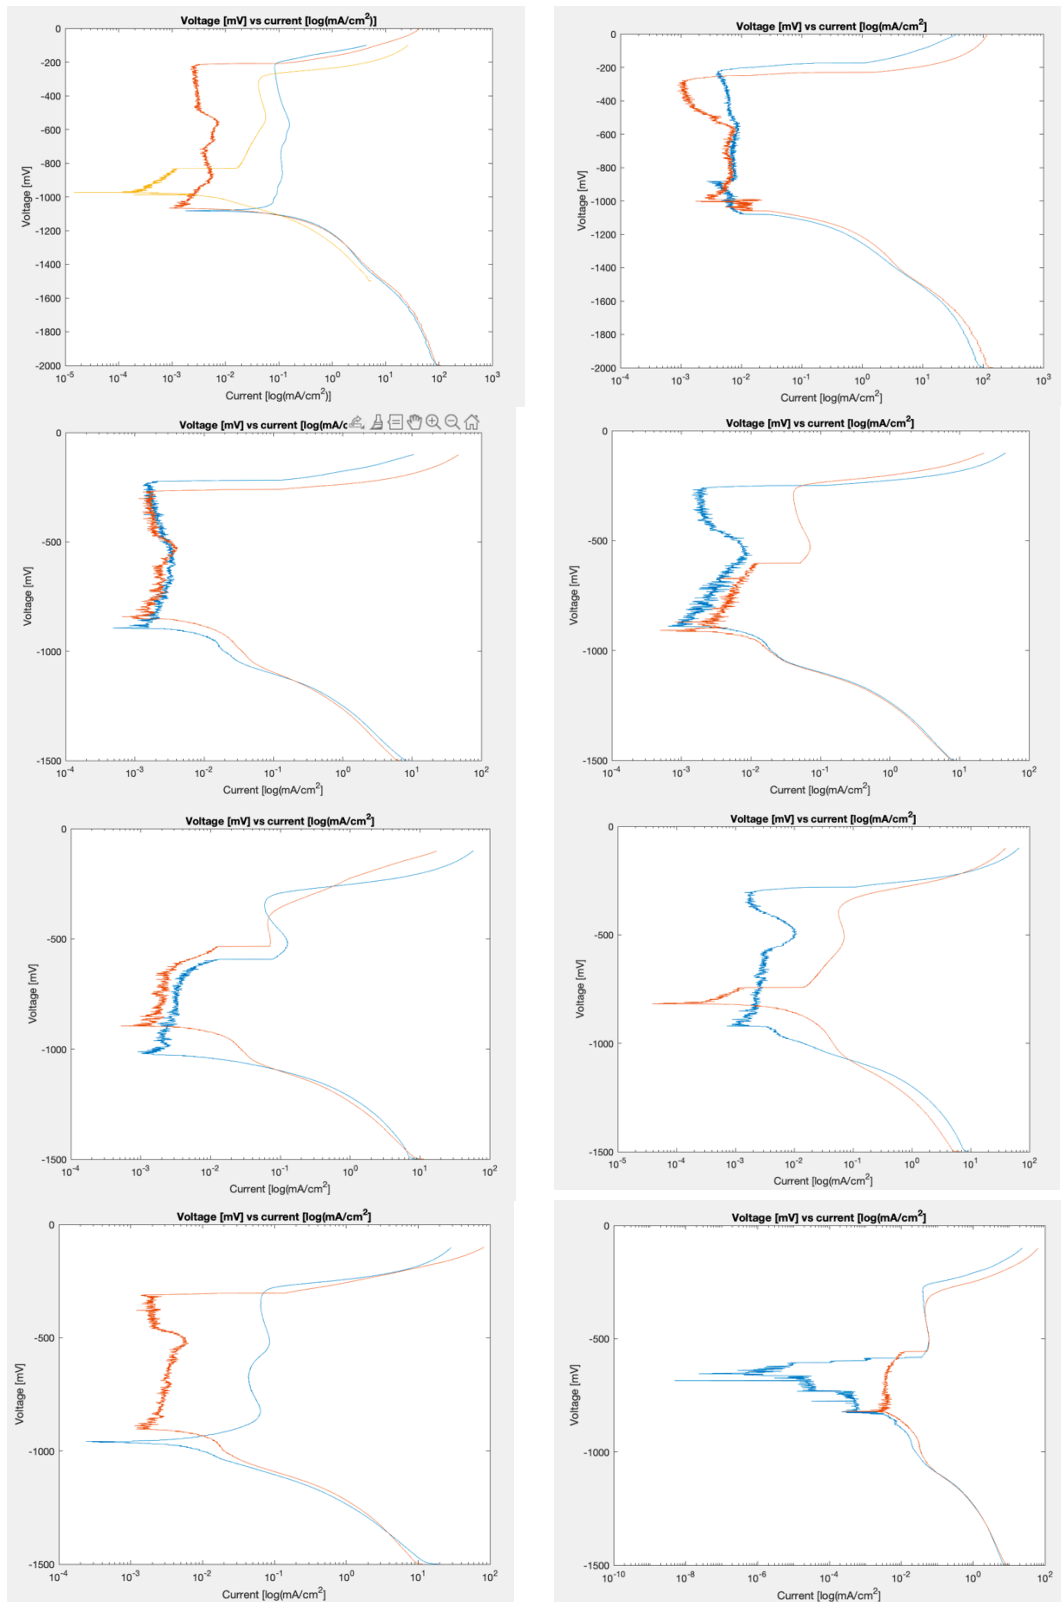 Voltage [mV] vs current [log(mA/cm²)]
Voltage [mV]
0
-200
-400
-600
-800
-1000
-1200
-1400
-1600
-1800
-2000
10⁻⁵ 10⁻⁴ 10⁻³ 10⁻² 10⁻¹ 10⁰ 10¹ 10² 10³
Current [log(mA/cm²)]
Voltage [mV] vs current [log(mA/cm²]
Voltage [mV]
0
-200
-400
-600
-800
-1000
-1200
-1400
-1600
-1800
-2000
10⁻⁴ 10⁻³ 10⁻² 10⁻¹ 10⁰ 10¹ 10² 10³
Current [log(mA/cm²]
Voltage [mV] vs current [log(mA/c
Voltage [mV]
0
-500
-1000
-1500
10⁻⁴ 10⁻³ 10⁻² 10⁻¹ 10⁰ 10¹ 10²
Current [log(mA/cm²]
Voltage [mV] vs current [log(mA/cm²]
Voltage [mV]
0
-500
-1000
-1500
10⁻⁴ 10⁻³ 10⁻² 10⁻¹ 10⁰ 10¹ 10²
Current [log(mA/cm²]
Voltage [mV] vs current [log(mA/cm²]
Voltage [mV]
0
-500
-1000
-1500
10⁻⁴ 10⁻³ 10⁻² 10⁻¹ 10⁰ 10¹ 10²
Current [log(mA/cm²]
Voltage [mV] vs current [log(mA/cm²]
Voltage [mV]
0
-500
-1000
-1500
10⁻⁵ 10⁻⁴ 10⁻³ 10⁻² 10⁻¹ 10⁰ 10¹ 10²
Current [log(mA/cm²]
Voltage [mV] vs current [log(mA/cm²]
Voltage [mV]
0
-500
-1000
-1500
10⁻⁴ 10⁻³ 10⁻² 10⁻¹ 10⁰ 10¹ 10²
Current [log(mA/cm²]
Voltage [mV] vs current [log(mA/cm²]
Voltage [mV]
0
-500
-1000
-1500
10⁻¹⁰ 10⁻⁸ 10⁻⁶ 10⁻⁴ 10⁻² 10⁰ 10²
Current [log(mA/cm²]